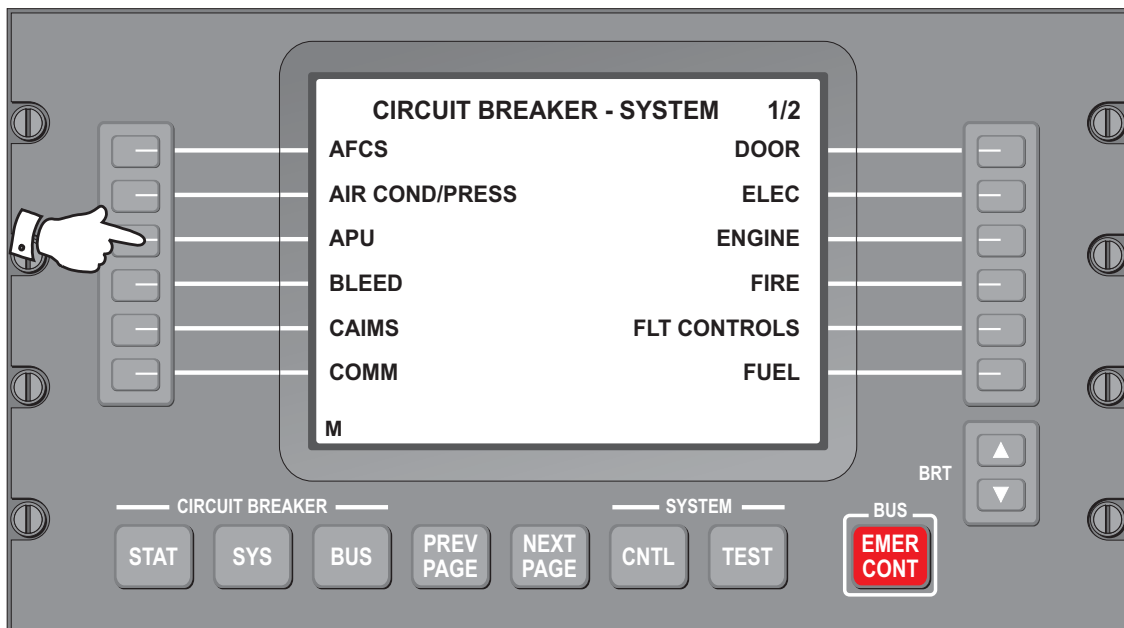 CIRCUIT BREAKER - SYSTEM 1/2
AFCS DOOR
AIR COND/PRESS ELEC
APU ENGINE
BLEED FIRE
CAIMS FLT CONTROLS
COMM FUEL
M
BRT
CIRCUIT BREAKER SYSTEM BUS
STAT SYS BUS PREV PAGE NEXT PAGE CNTL TEST EMER CONT